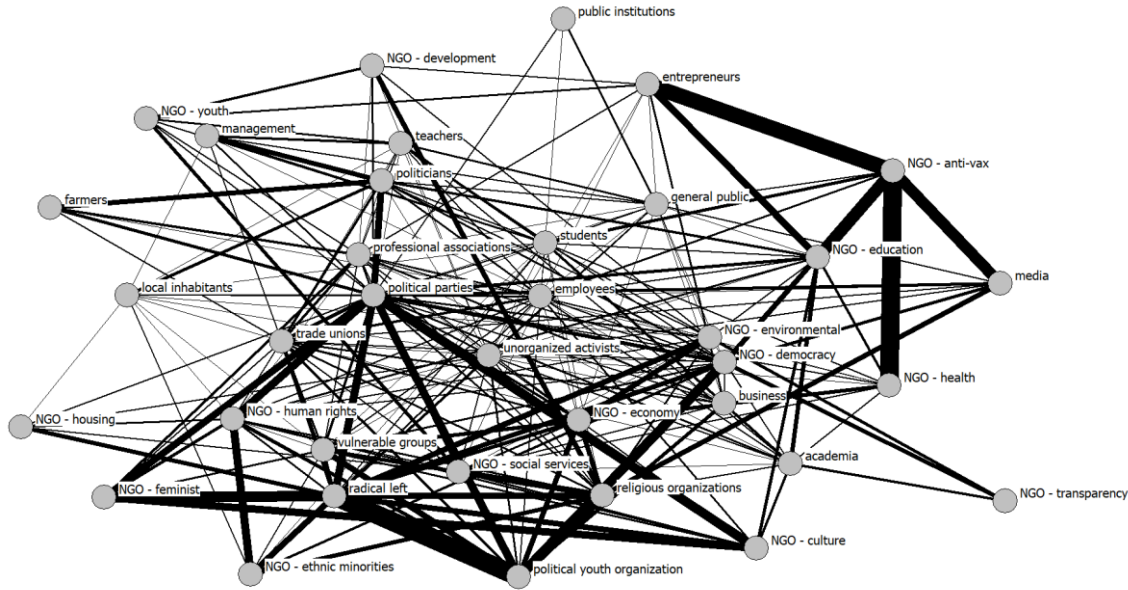 public institutions
NGO - development
entrepreneurs
NGO - youth
management
teachers
NGO - anti-vax
politicians
farmers
general public
students
professional associations
NGO - education
media
local inhabitants
political parties
employees
trade unions
NGO - environmental
unorganized activists
NGO - democracy
NGO - health
business
NGO - housing
NGO - human rights
NGO - economy
vulnerable groups
academia
NGO - social services
NGO - feminist
radical left
religious organizations
NGO - transparency
NGO - culture
NGO - ethnic minorities
political youth organization